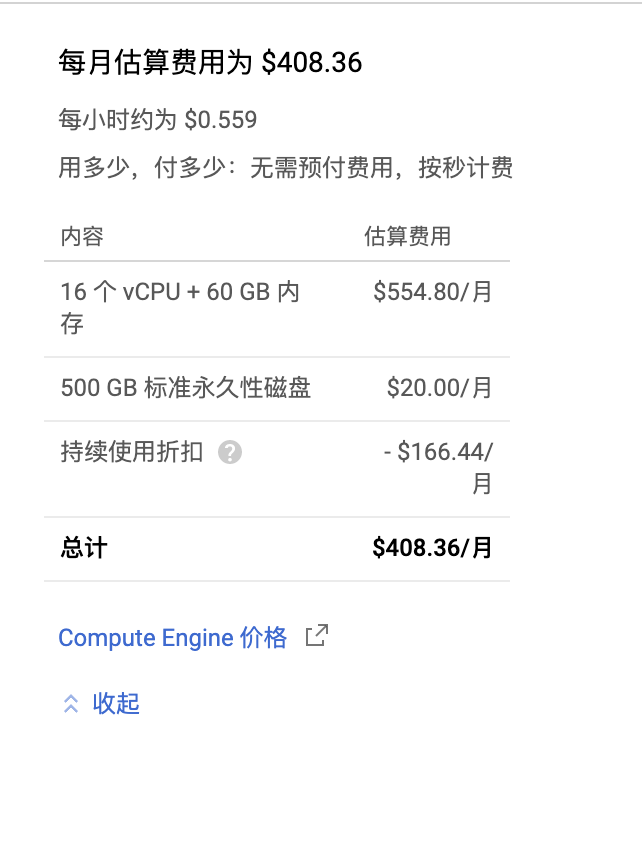 每月估算费用为 $408.36
每小时约为 $0.559
用多少，付多少：无需预付费用，按秒计费
内容 估算费用
16 个 vCPU + 60 GB 内 $554.80/月
存
500 GB 标准永久性磁盘 $20.00/月
持续使用折扣 ? - $166.44/
月
总计 $408.36/月
Compute Engine 价格
收起